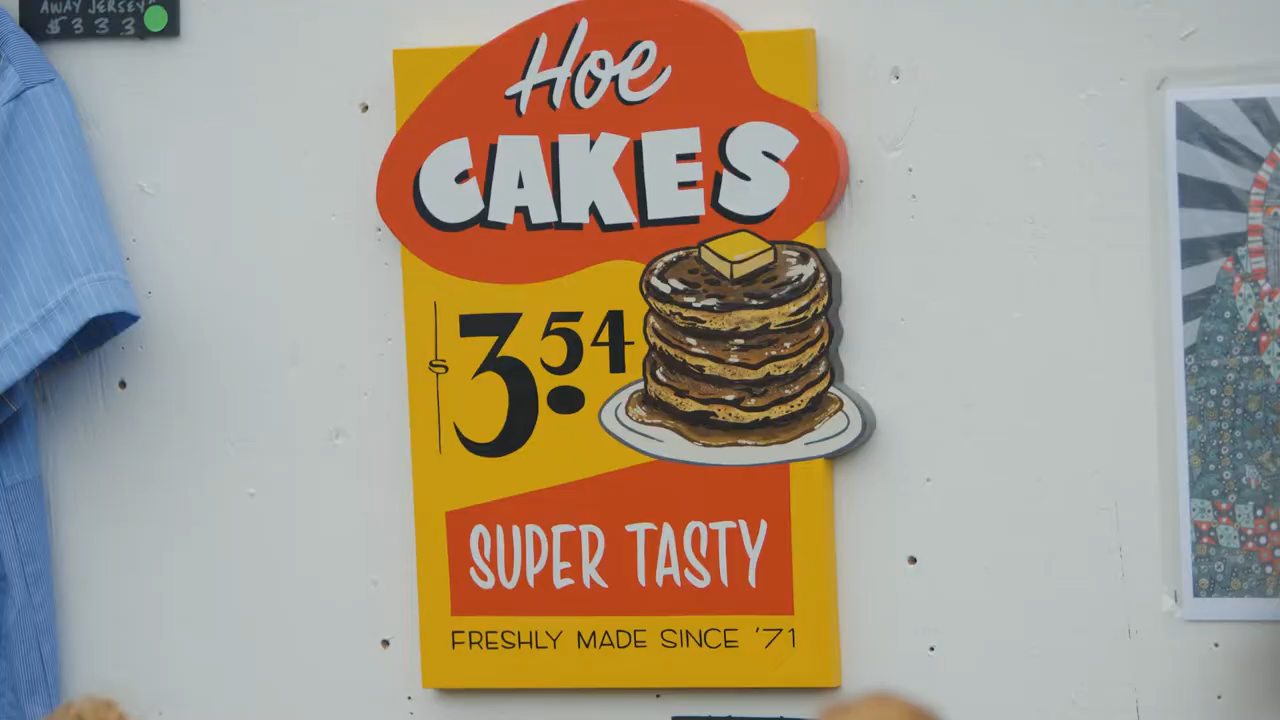 AWAY JERSEY"
$333
Hoe
CAKES
$3.54
SUPER TASTY
FRESHLY MADE SINCE '71